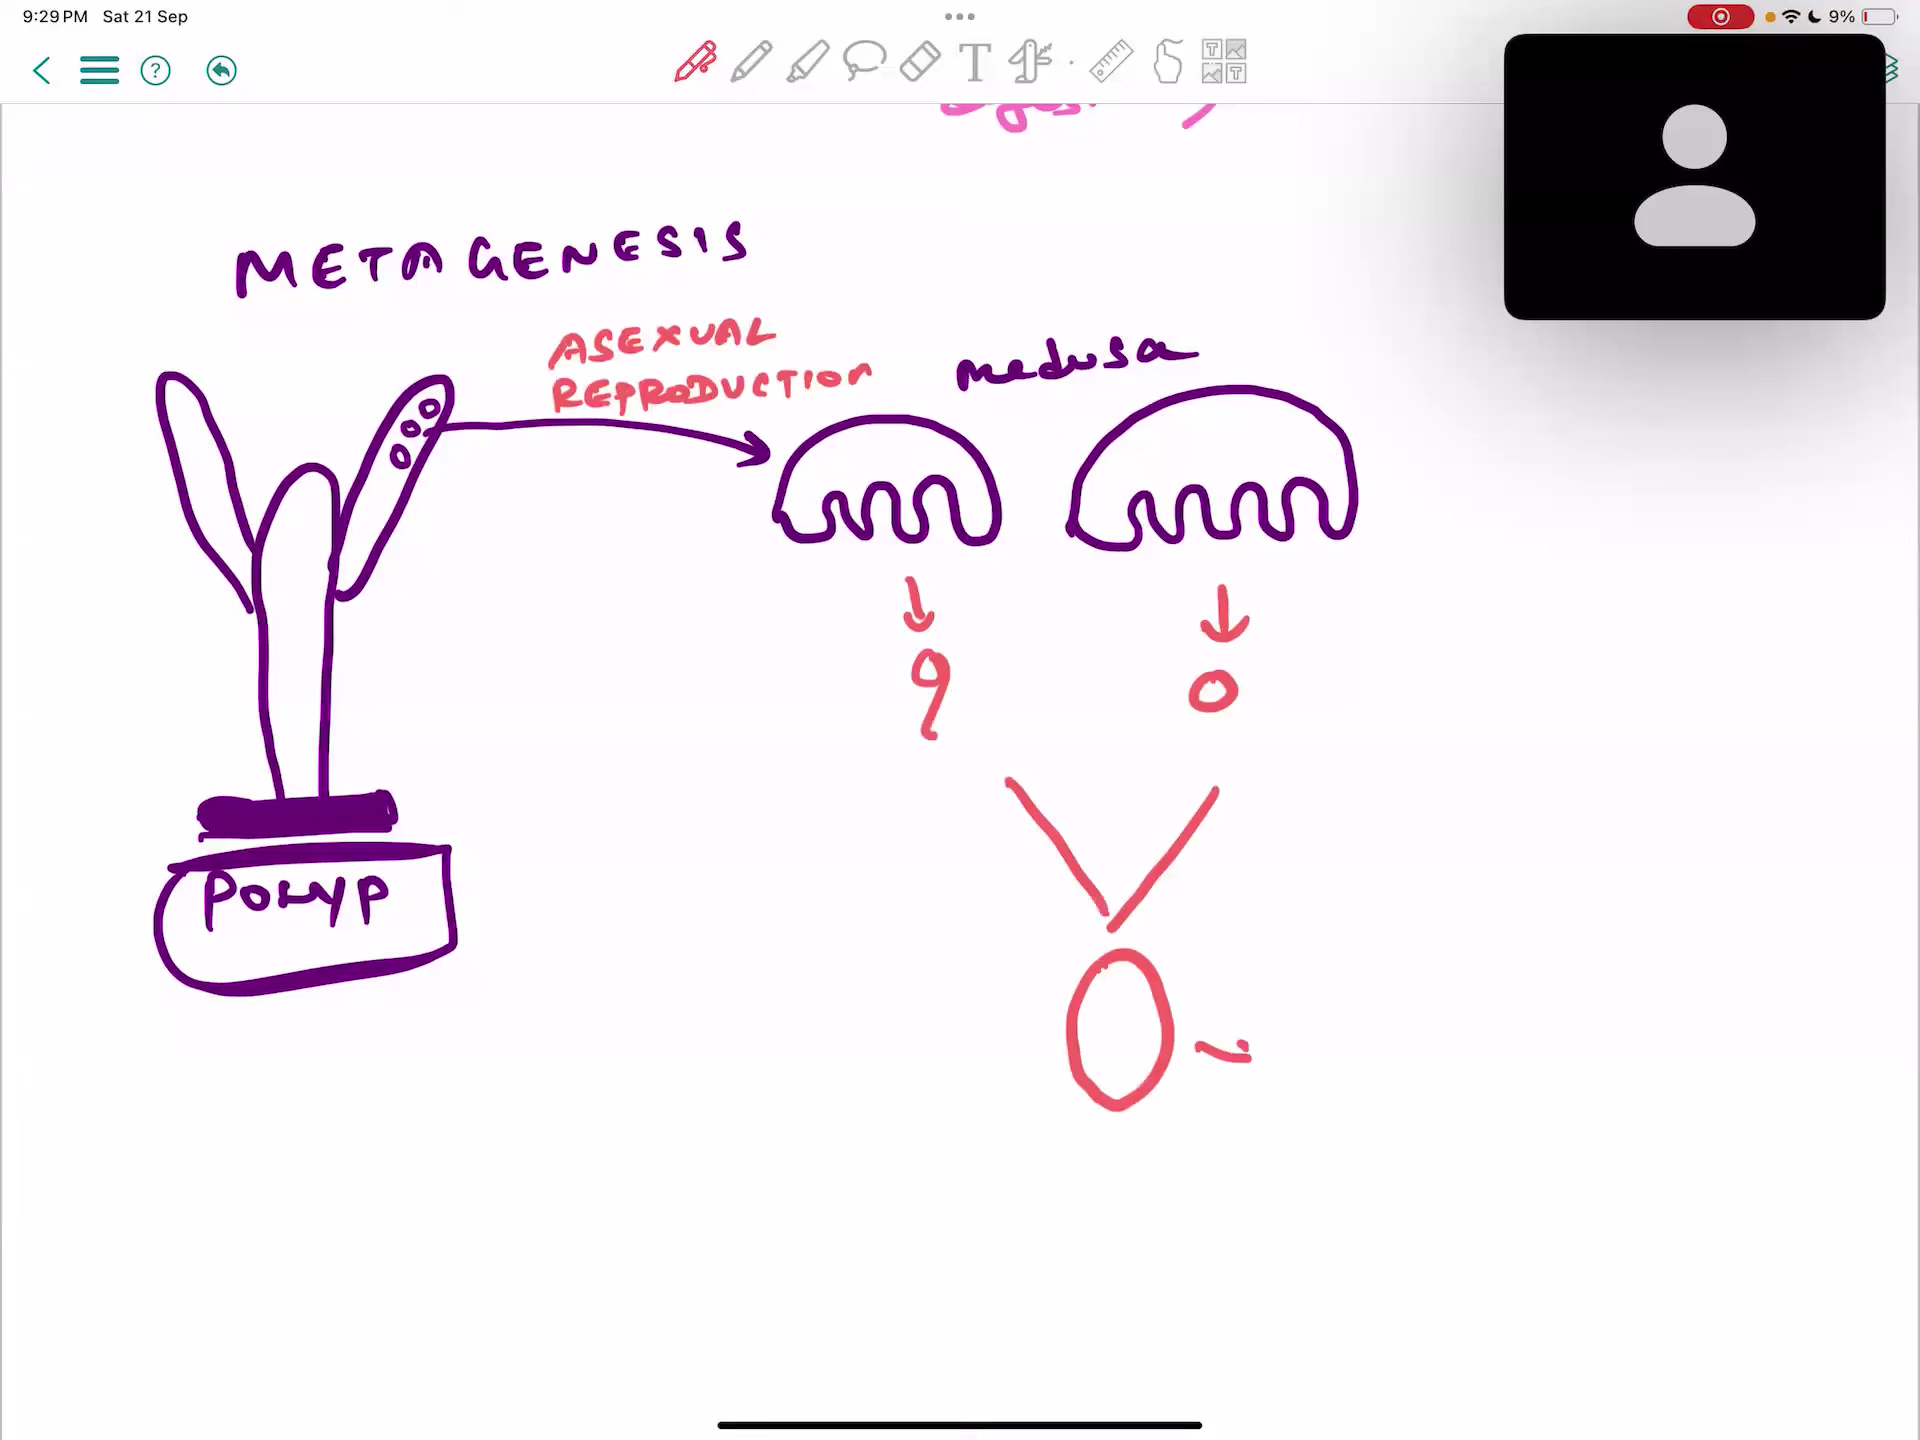 9:29 PM Sat 21 Sep
9%
METAGENESIS
ASEXUAL
REPRODUCTION
medusa
POLYP